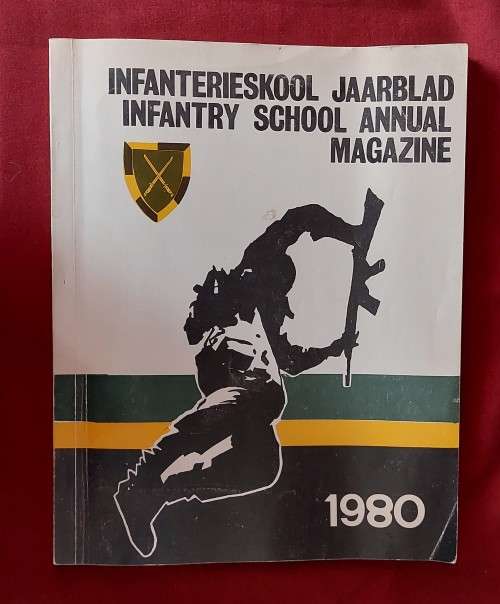 INFANTERIESKOOL JAARBLAD
INFANTRY SCHOOL ANNUAL
MAGAZINE
1980